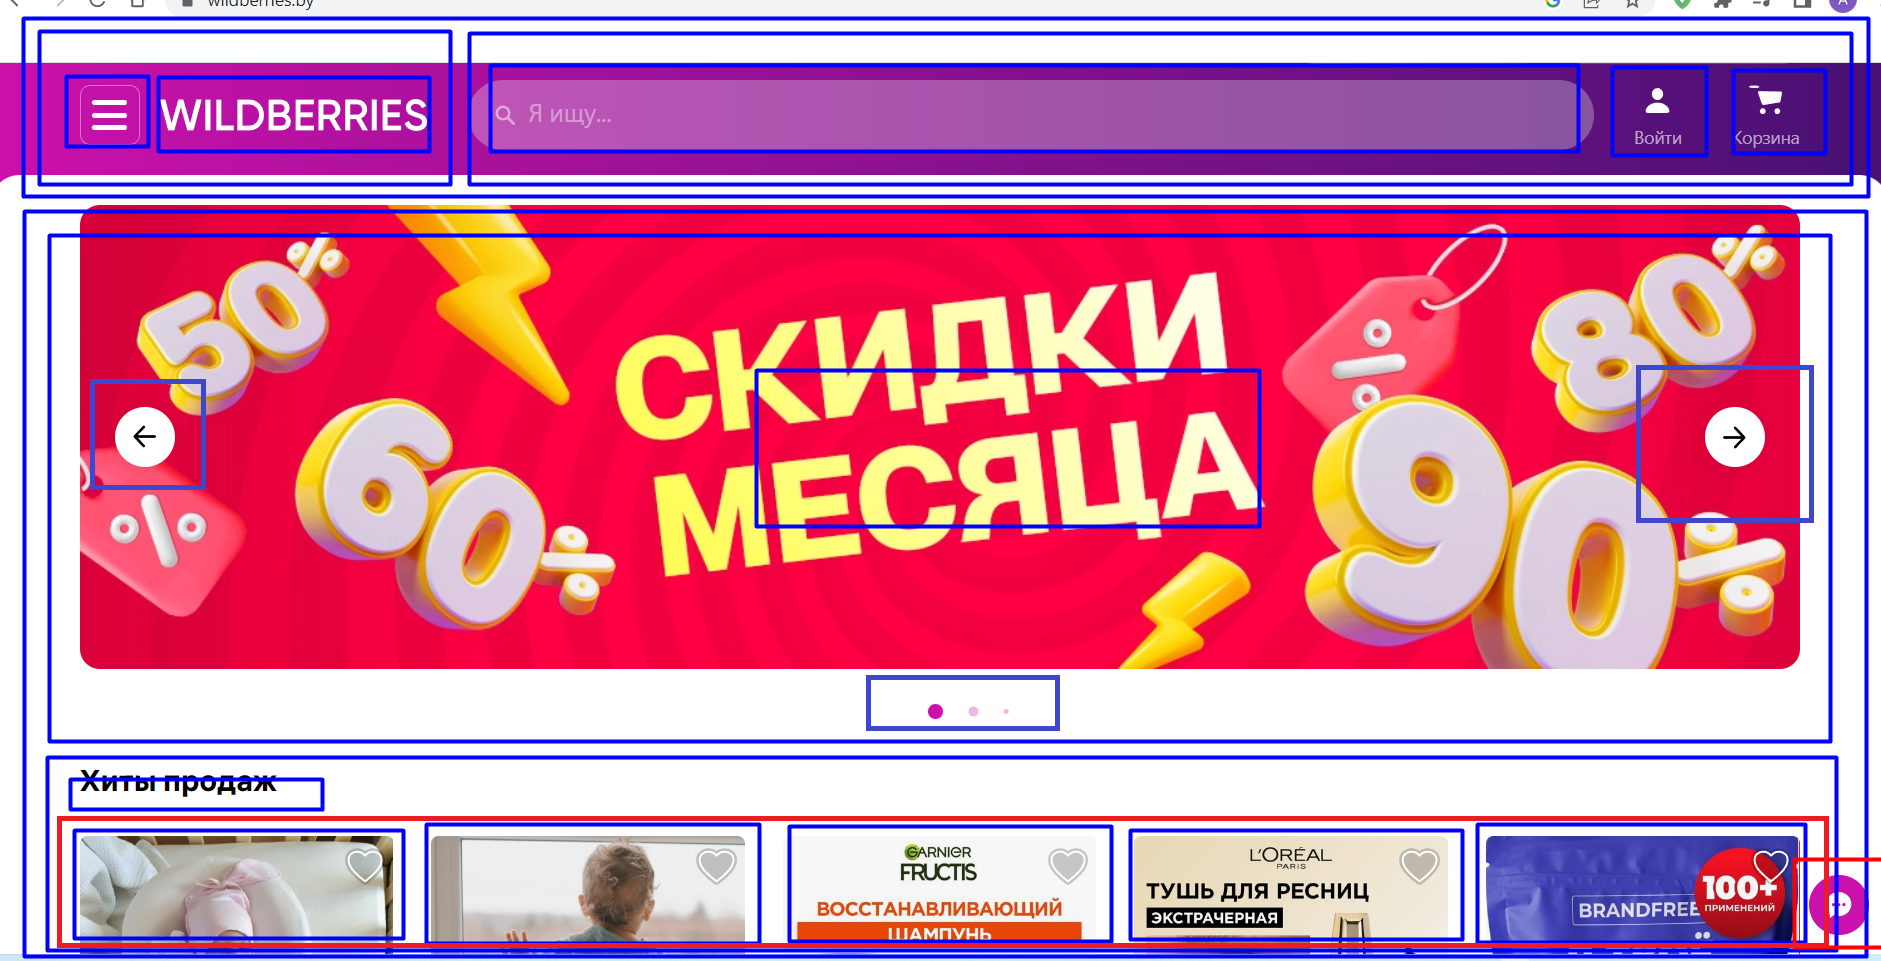 wildberries.by
A
WILDBERRIES
Я ищу...
Войти
Корзина
50%
60%
СКИДКИ
МЕСЯЦА
80%
90%
Хиты продаж
GARNIER
FRUCTIS
ВОССТАНАВЛИВАЮЩИЙ
ШАМПУНЬ
L'ORÉAL
PARIS
ТУШЬ ДЛЯ РЕСНИЦ
ЭКСТРАЧЕРНАЯ
BRANDFREE
100+
ПРИМЕНЕНИЙ